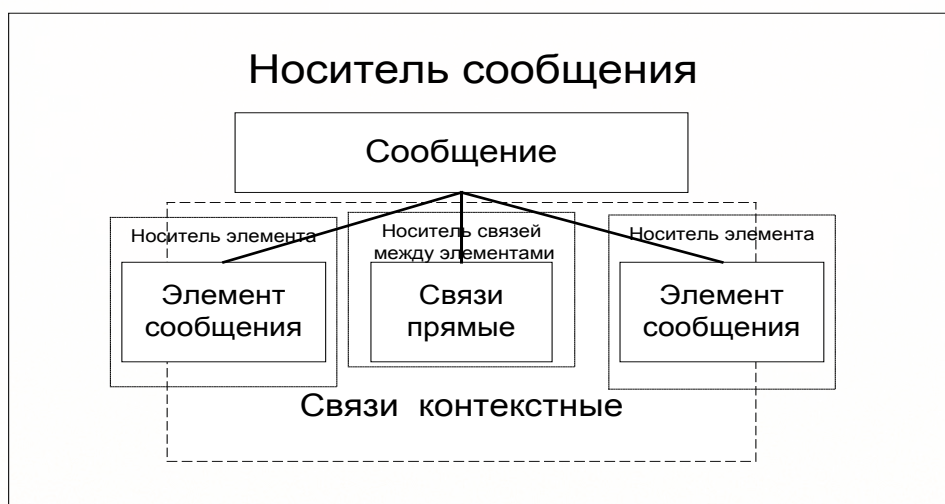 Носитель сообщения
Сообщение
Носитель элемента
Носитель связей
между элементами
Носитель элемента
Элемент
сообщения
Связи
прямые
Элемент
сообщения
Связи контекстные